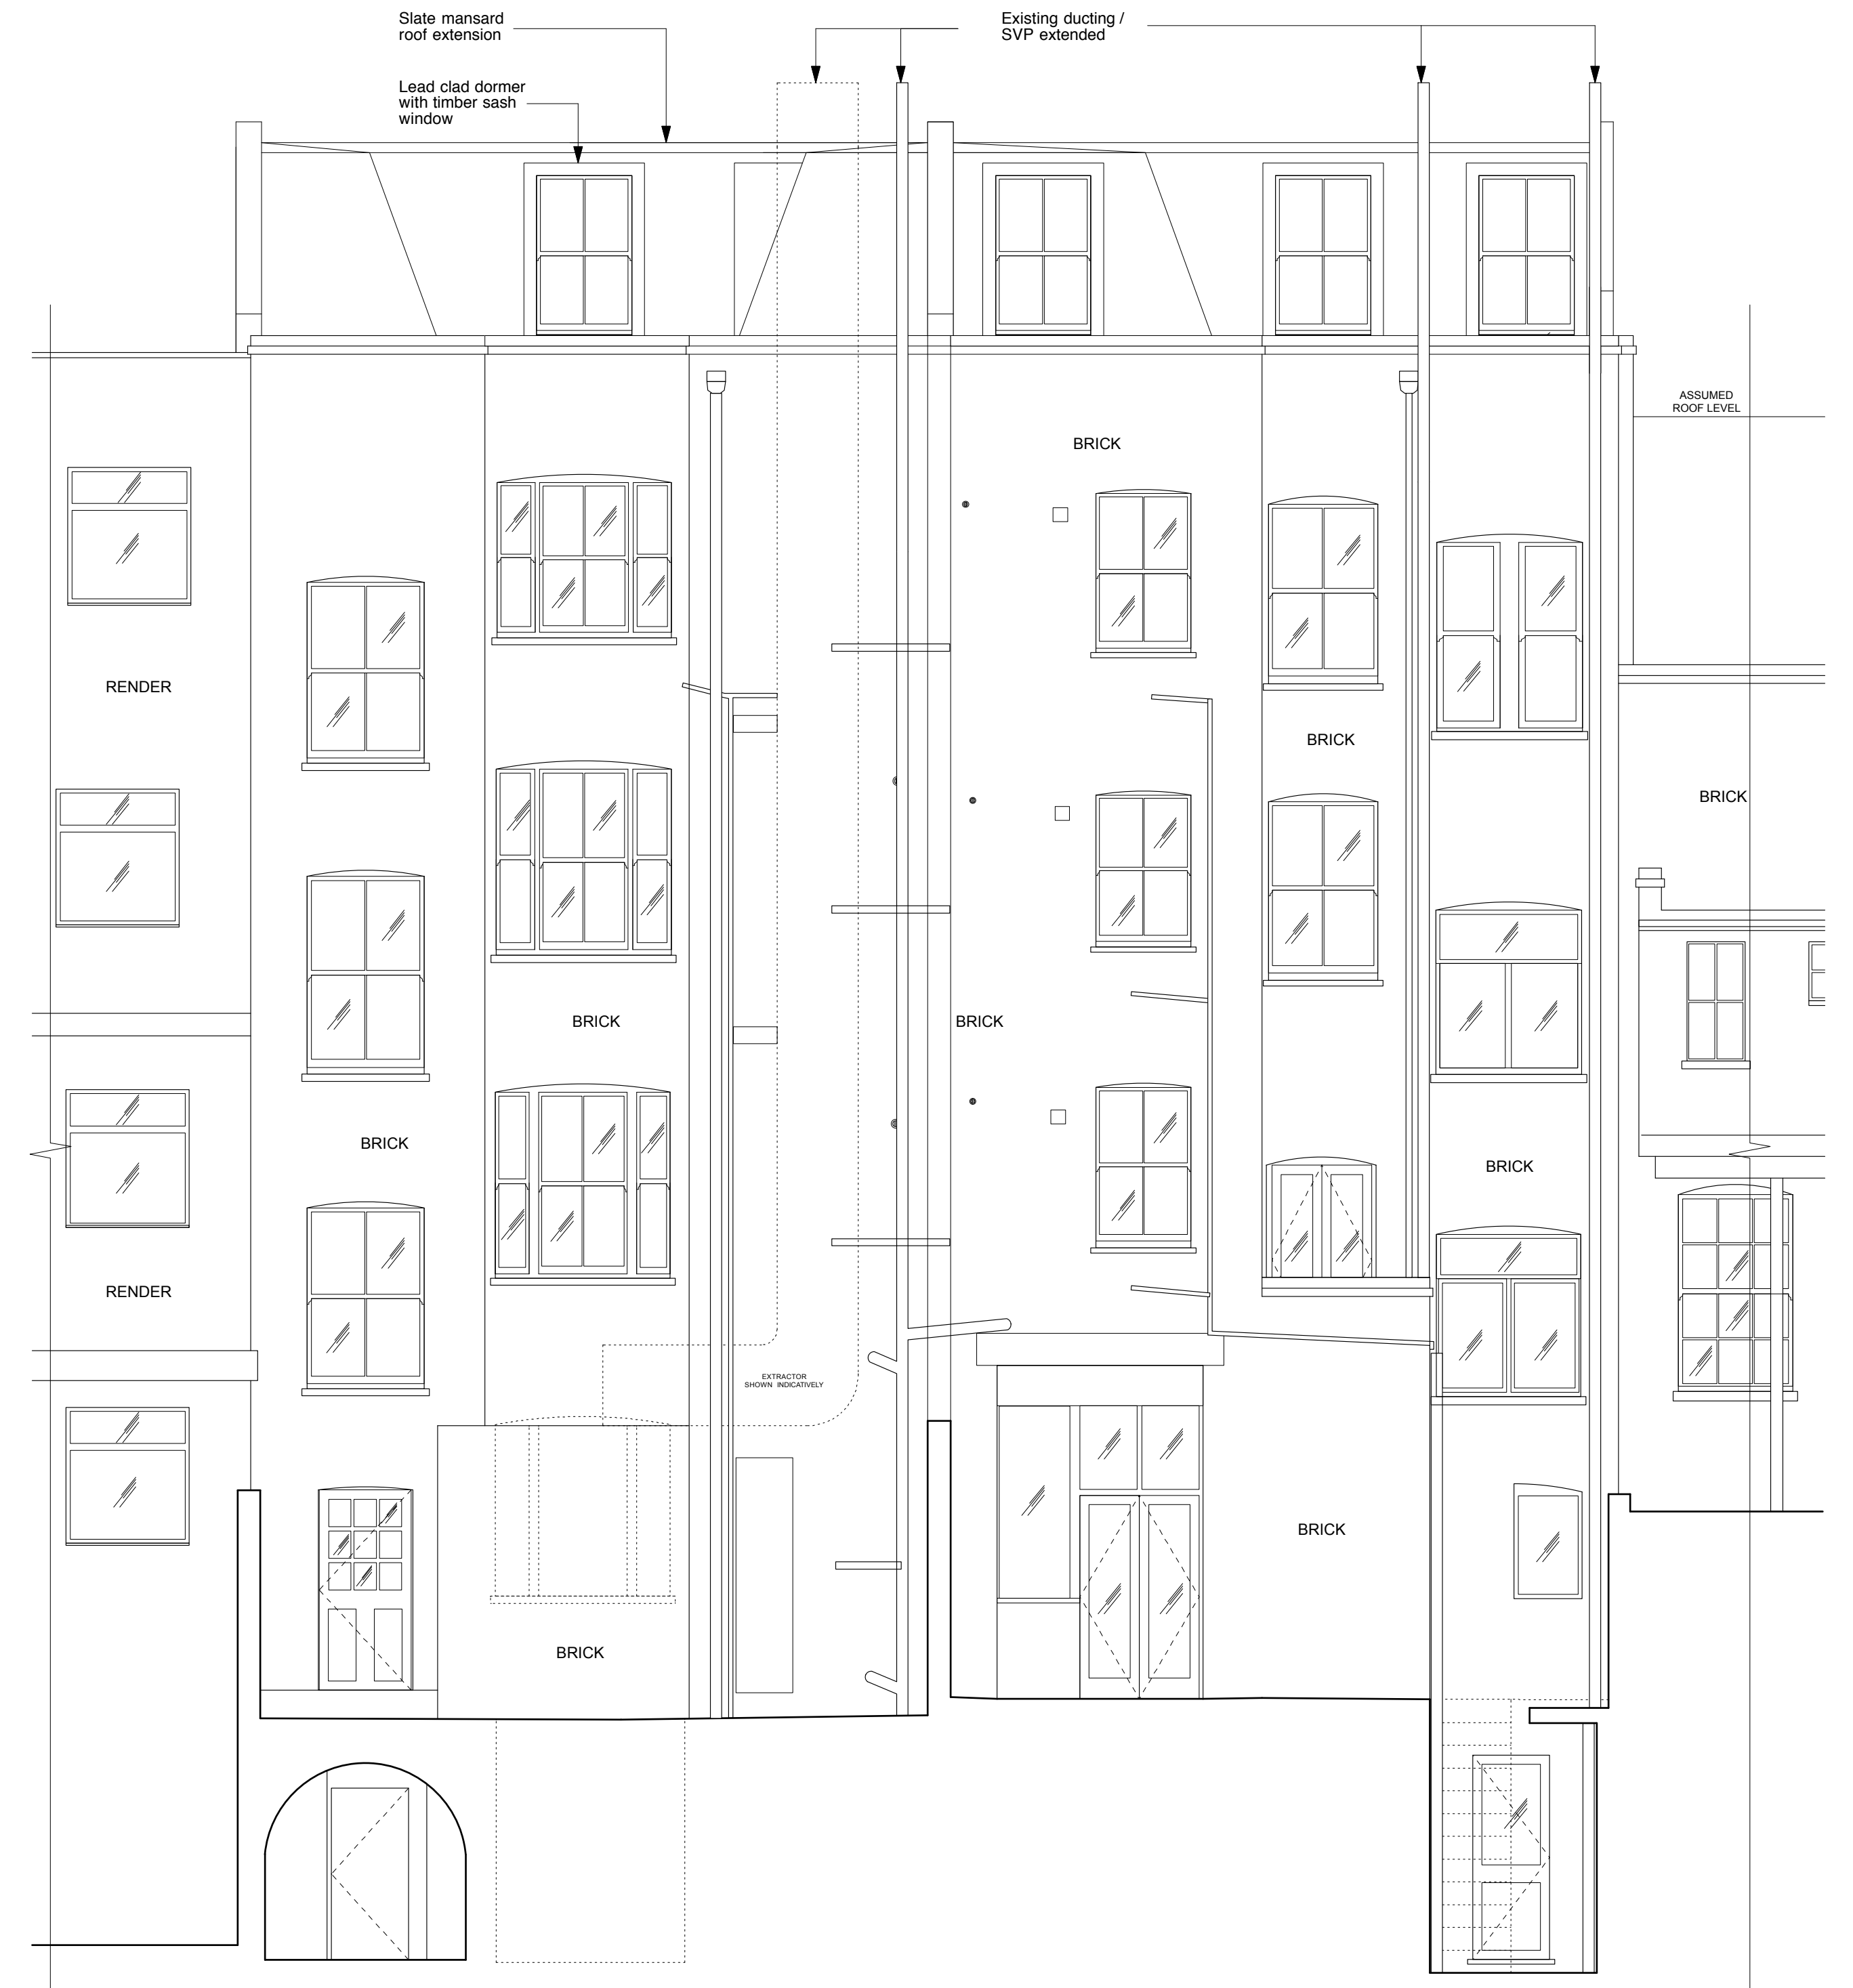 Slate mansard
roof extension
Existing ducting /
SVP extended
Lead clad dormer
with timber sash
window
ASSUMED
ROOF LEVEL
BRICK
RENDER
BRICK
BRICK
BRICK
BRICK
BRICK
BRICK
RENDER
EXTRACTOR
SHOWN INDICATIVELY
BRICK
BRICK